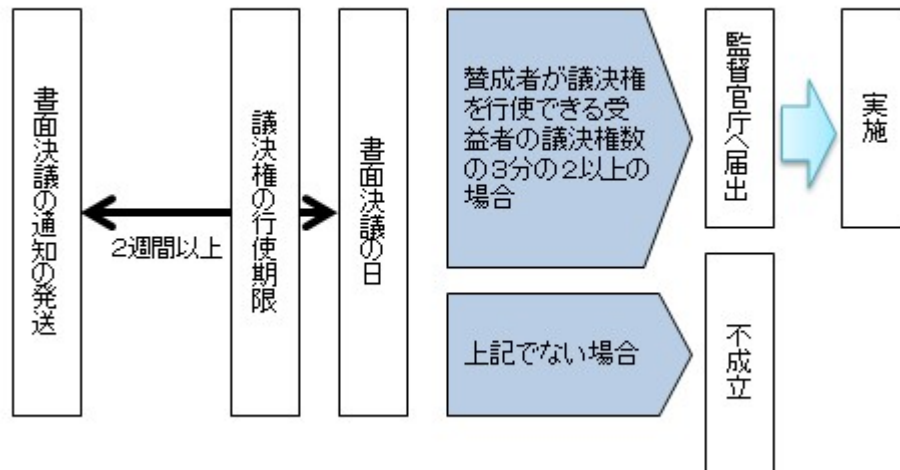 書面決議の通知の発送
2週間以上
議決権の行使期限
書面決議の日
賛成者が議決権
を行使できる受
益者の議決権数
の3分の2以上の
場合
監督官庁へ届出
実施
上記でない場合
不成立